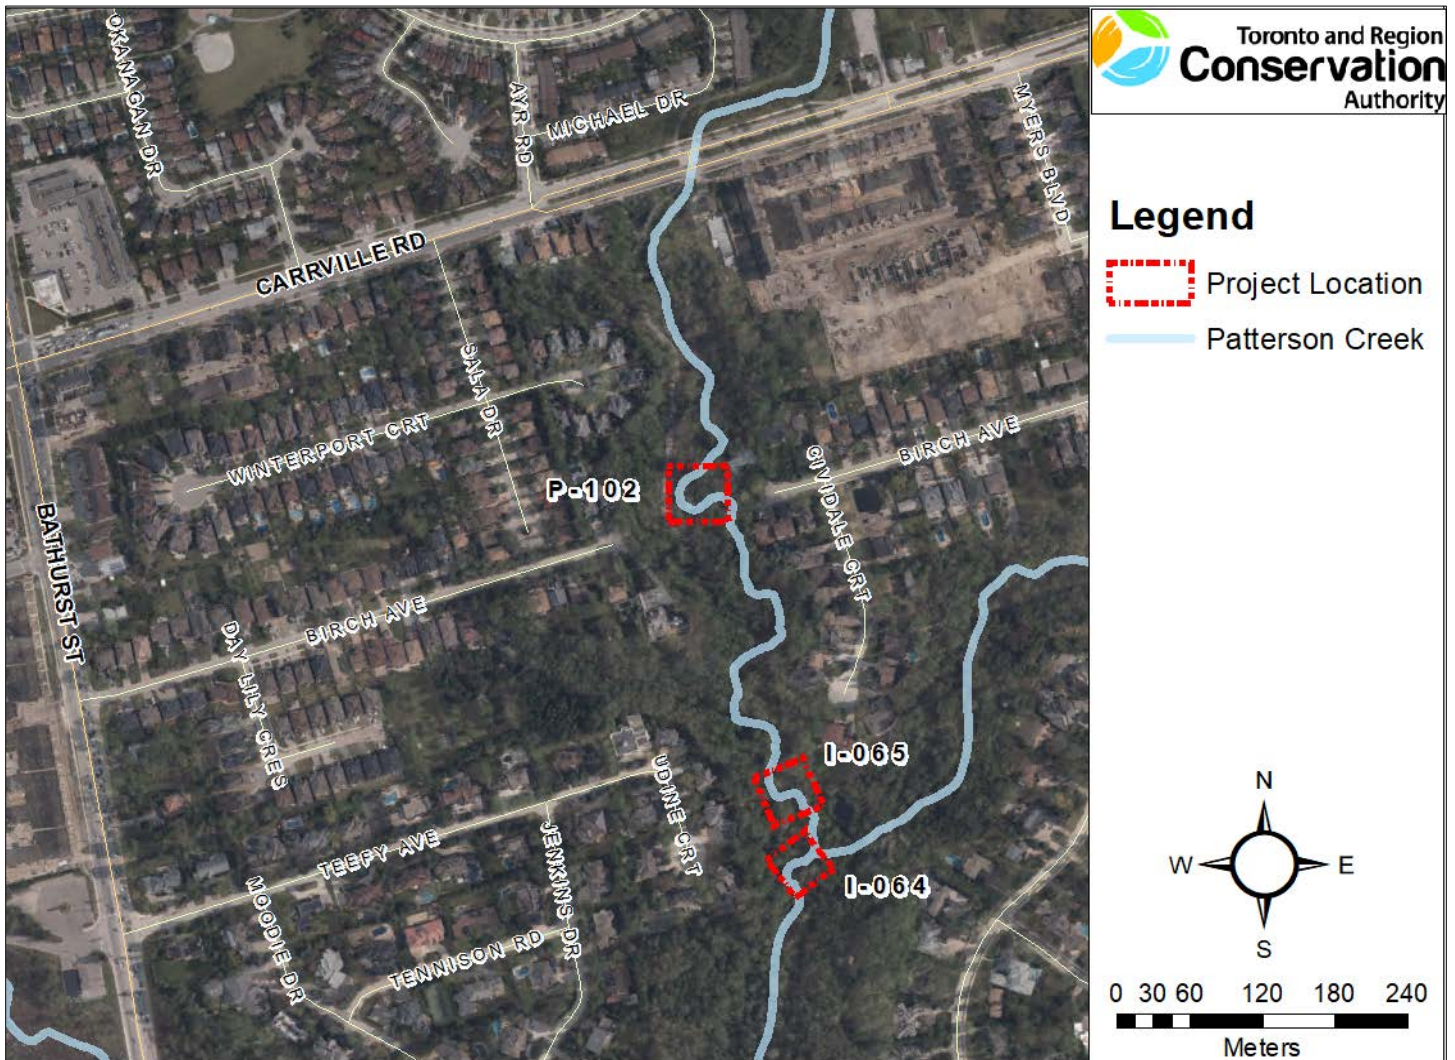 Toronto and Region
Conservation
Authority
Legend
Project Location
Patterson Creek
N
W E
S
0 30 60 120 180 240
Meters
OKANAGAN DR
AYR RD
MICHAEL DR
MYERS BLVD
CARRVILLE RD
SALA DR
WINTERPORT CRT
P-102
BIRCH AVE
CIVIDALE CRT
BATHURST ST
BIRCH AVE
DAY LILY CRES
I-065
UDINE CRT
TEEFY AVE
JENKINS DR
I-064
MOODIE DR
TENNISON RD